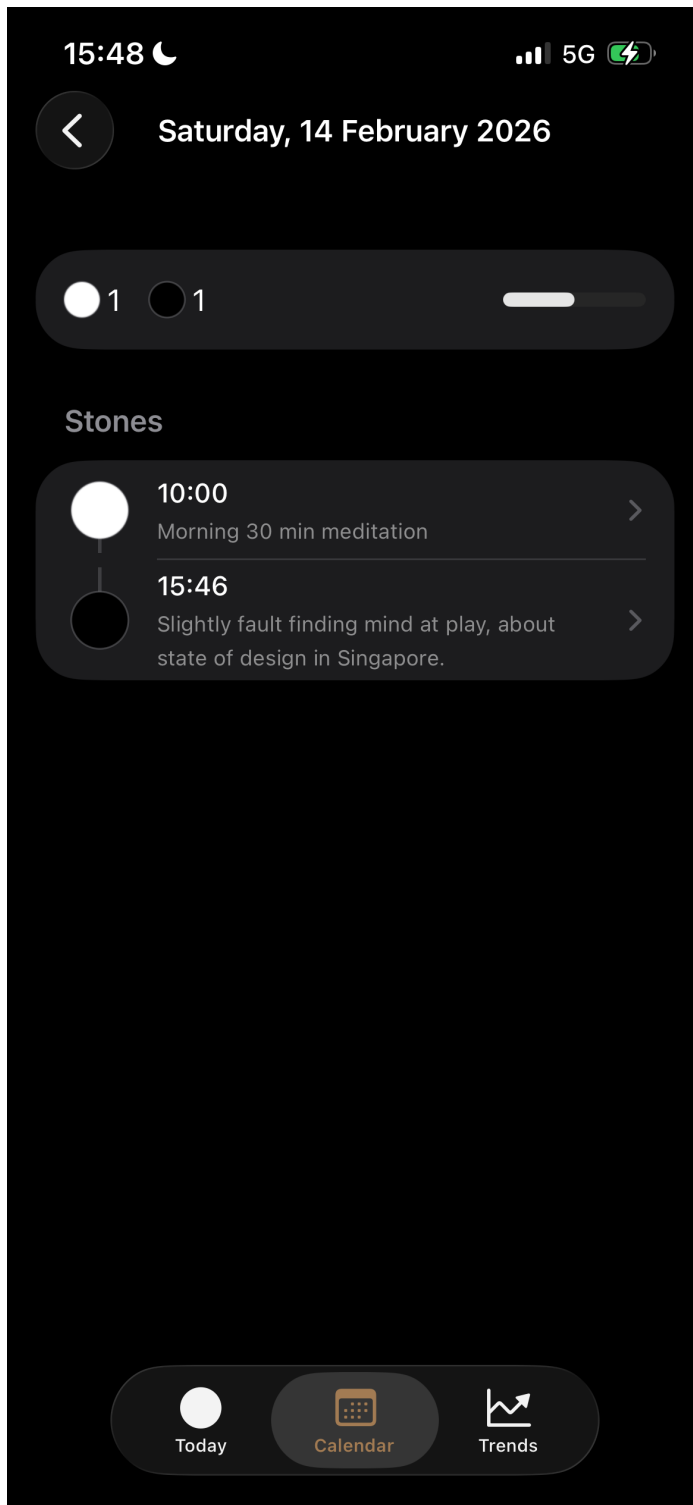 15:48
5G
Saturday, 14 February 2026
1
1
Stones
10:00
Morning 30 min meditation
15:46
Slightly fault finding mind at play, about
state of design in Singapore.
Today
Calendar
Trends